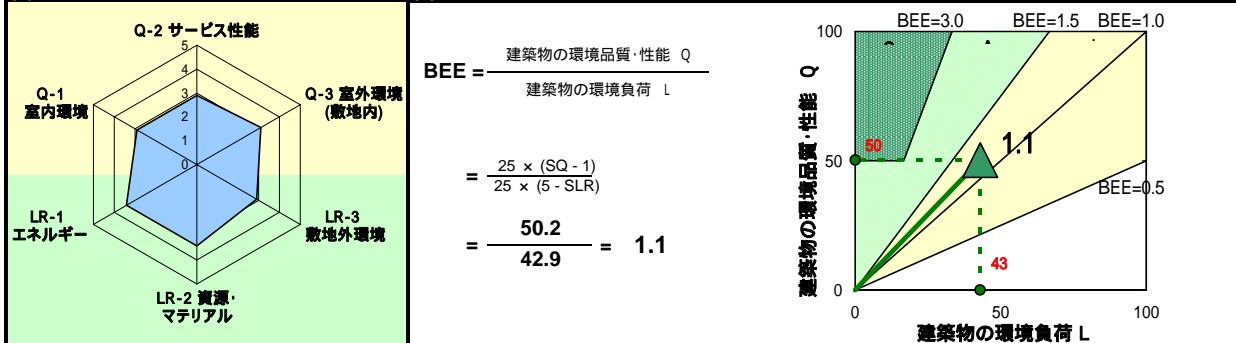 Q-2 サービス性能
5
4
3
2
1
0
Q-1
室内環境
Q-3 室外環境
(敷地内)
LR-1
エネルギー
LR-3
敷地外環境
LR-2 資源・
マテリアル
BEE = 建築物の環境品質・性能 Q
建築物の環境負荷 L
= 25 × (SQ - 1)
25 × (5 - SLR)
= 50.2
42.9
= 1.1
BEE=3.0 BEE=1.5 BEE=1.0
100
50
0
建築物の環境品質・性能 Q
50
1.1
BEE=0.5
43
0 50 100
建築物の環境負荷 L